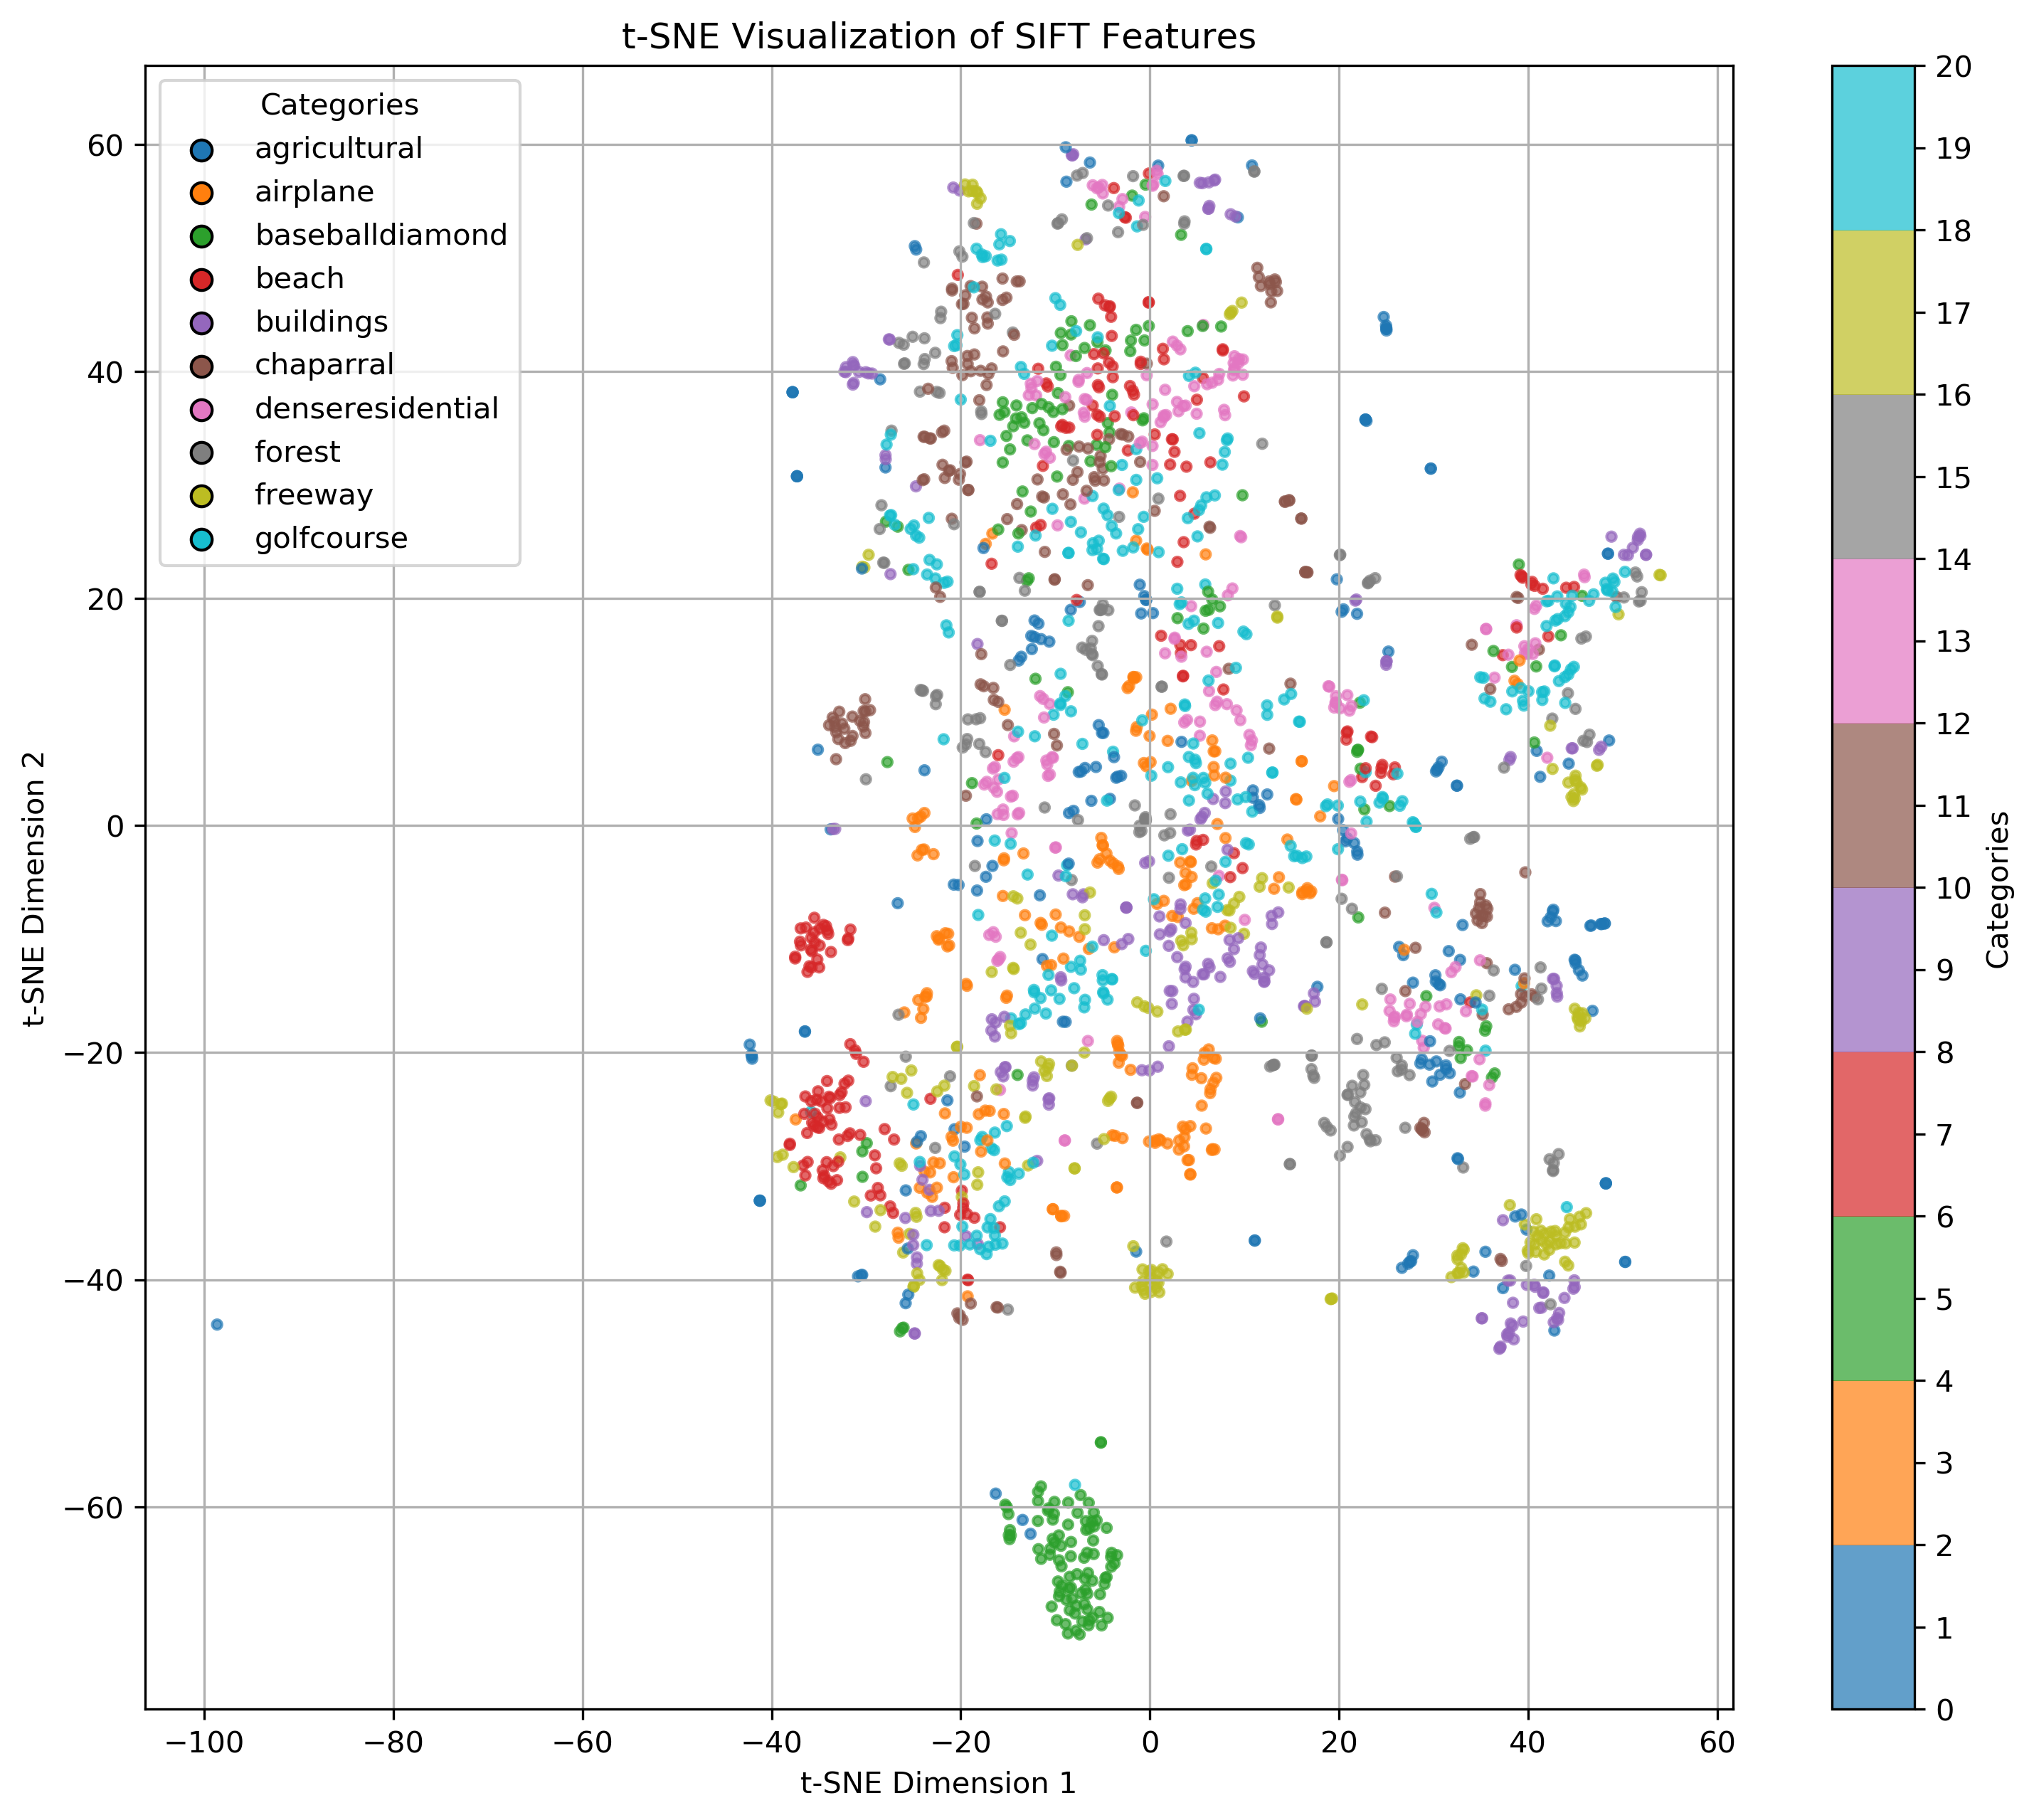 t-SNE Visualization of SIFT Features
Categories
agricultural
airplane
baseballdiamond
beach
buildings
chaparral
denseresidential
forest
freeway
golfcourse
60
40
20
0
−20
−40
−60
t-SNE Dimension 2
−100
−80
−60
−40
−20
0
20
40
60
t-SNE Dimension 1
20
19
18
17
16
15
14
13
12
11
10
9
8
7
6
5
4
3
2
1
0
Categories